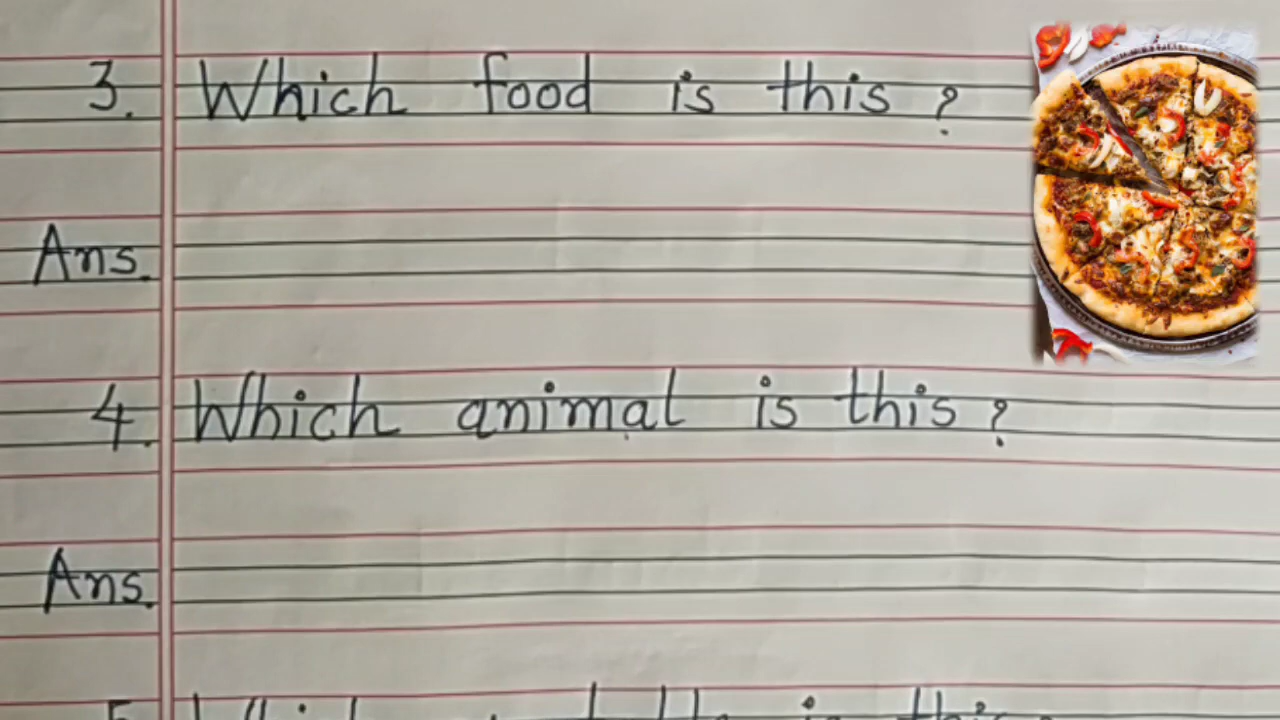 3. Which food is this ?
Ans.
4. Which animal is this ?
Ans.